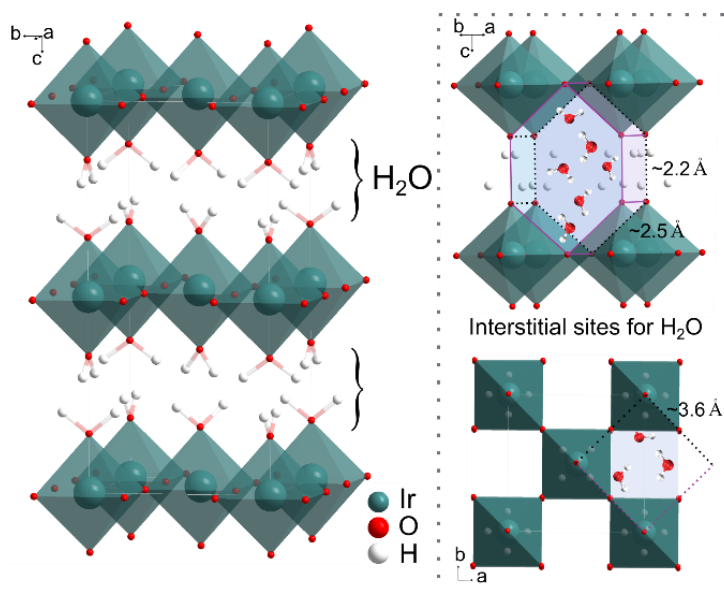 b a
c
H₂O
Ir
O
H
b a
c
~2.2 Å
~2.5 Å
Interstitial sites for H₂O
~3.6 Å
b
a